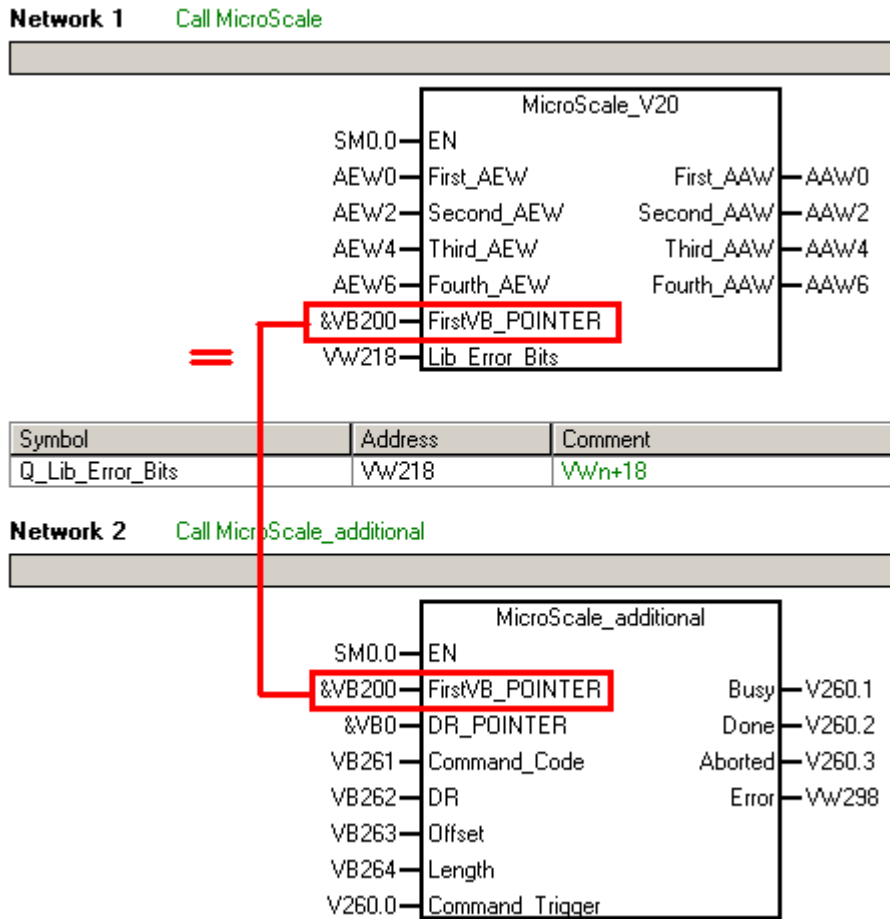 Network 1 Call MicroScale
MicroScale_V20
SM0.0 EN
AEW0 First_AEW First_AAW AAW0
AEW2 Second_AEW Second_AAW AAW2
AEW4 Third_AEW Third_AAW AAW4
AEW6 Fourth_AEW Fourth_AAW AAW6
&VB200 FirstVB_POINTER
= VW218 Lib_Error_Bits
Symbol Address Comment
Q_Lib_Error_Bits VW218 VWn+18
Network 2 Call MicroScale_additional
MicroScale_additional
SM0.0 EN
&VB200 FirstVB_POINTER Busy V260.1
&VB0 DR_POINTER Done V260.2
VB261 Command_Code Aborted V260.3
VB262 DR Error VW298
VB263 Offset
VB264 Length
V260.0 Command_Trigger